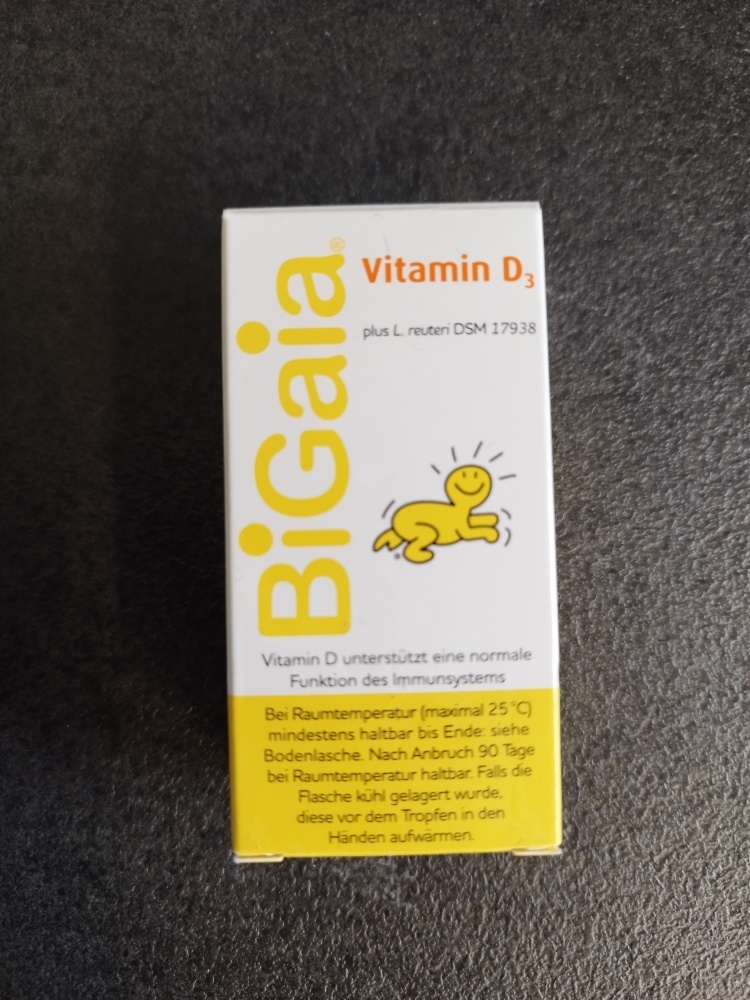 BiGaia®
Vitamin D₃
plus L. reuteri DSM 17938
Vitamin D unterstützt eine normale
Funktion des Immunsystems
Bei Raumtemperatur (maximal 25°C)
mindestens haltbar bis Ende: siehe
Bodenlasche. Nach Anbruch 90 Tage
bei Raumtemperatur haltbar. Falls die
Flasche kühl gelagert wurde,
diese vor dem Tropfen in den
Händen aufwärmen.